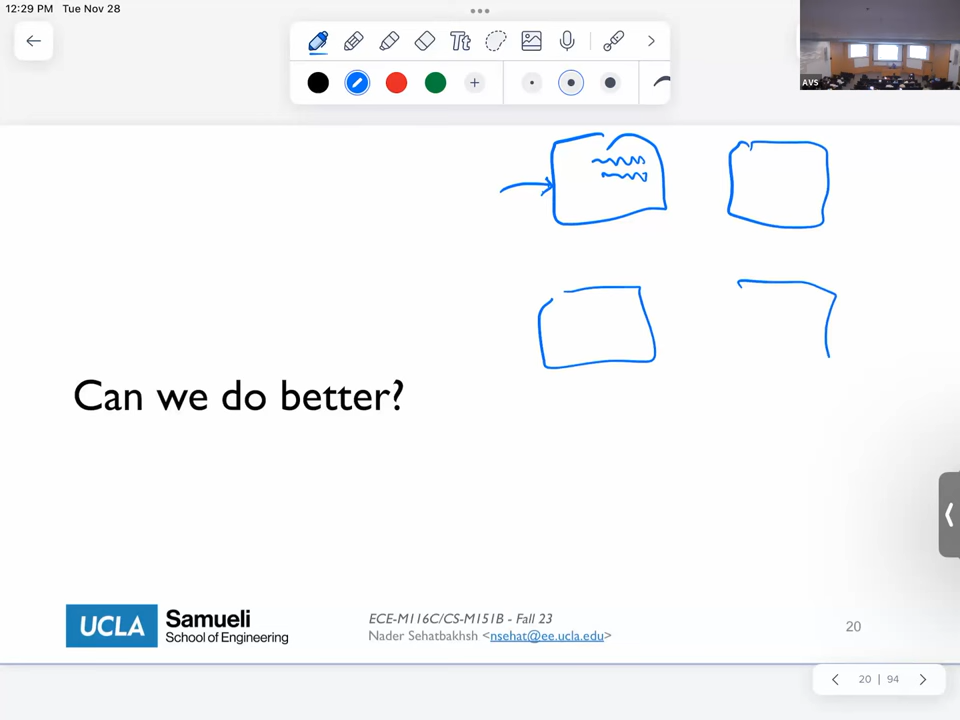 12:29 PM Tue Nov 28
Tt
AVS
Can we do better?
UCLA
Samueli
School of Engineering
ECE-M116C/CS-M151B - Fall 23
Nader Sehatbakhsh <nsehat@ee.ucla.edu>
20
20 | 94